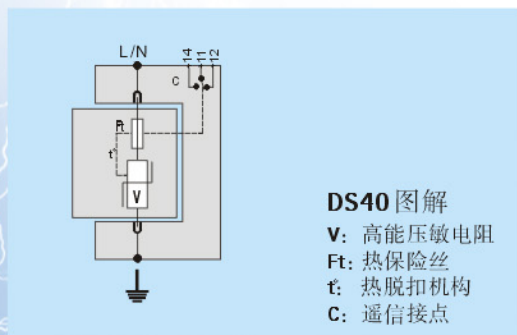 L/N
14
11
12
C
Ft
t°
V
DS40图解
V: 高能压敏电阻
Ft: 热保险丝
t°: 热脱扣机构
C: 遥信接点